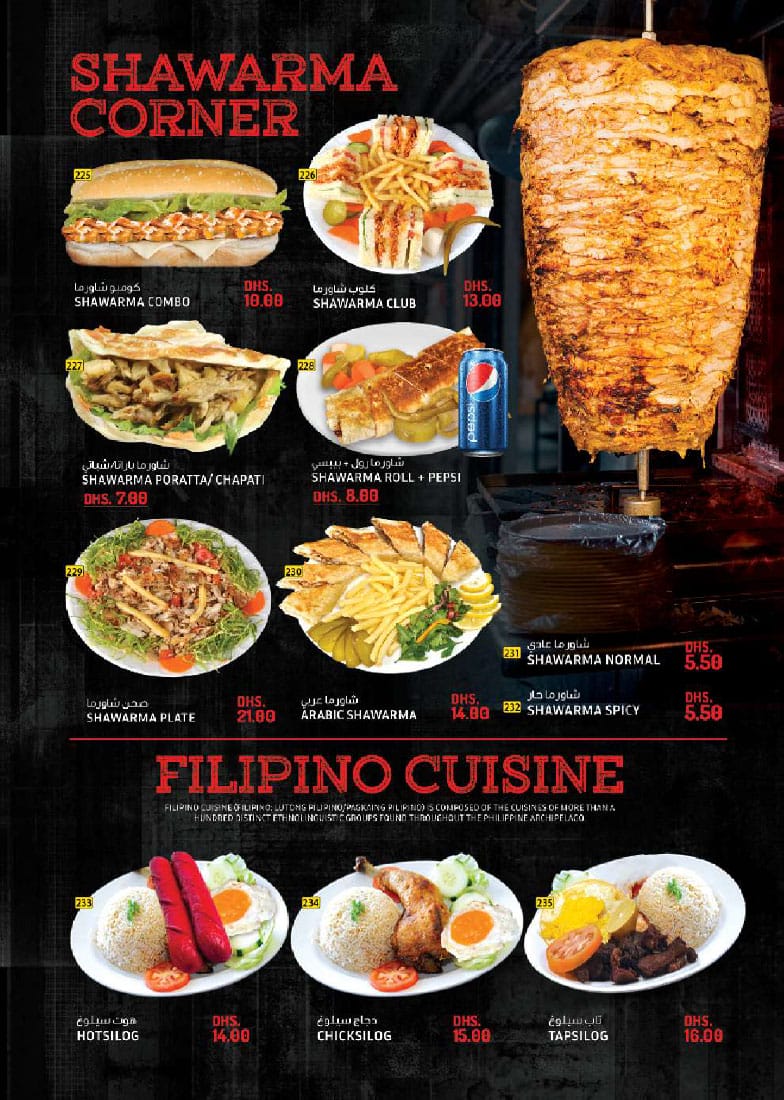 SHAWARMA
CORNER
225
كومبو شاورما
SHAWARMA COMBO
DHS.
10.00
226
كلوب شاورما
SHAWARMA CLUB
DHS.
13.00
227
شاورما باراتا/شباتي
SHAWARMA PORATTA/ CHAPATI
DHS. 7.00
228
pepsi
شاورما رول + بيبسي
SHAWARMA ROLL + PEPSI
DHS. 8.00
229
صحن شاورما
SHAWARMA PLATE
DHS.
21.00
230
شاورما عربي
ARABIC SHAWARMA
DHS.
14.00
231
شاورما عادي
SHAWARMA NORMAL
DHS.
5.50
232
شاورما حار
SHAWARMA SPICY
DHS.
5.50
FILIPINO CUISINE
FILIPINO CUISINE (FILIPINO: LUTONG PILIPINO/PAGKAING PILIPINO) IS COMPOSED OF THE CUISINES OF MORE THAN A
HUNDRED DISTINCT ETHNOLINGUISTIC GROUPS FOUND THROUGHOUT THE PHILIPPINE ARCHIPELAGO
233
هوت سيلوغ
HOTSILOG
DHS.
14.00
234
دجاج سيلوغ
CHICKSILOG
DHS.
15.00
235
تاب سيلوغ
TAPSILOG
DHS.
16.00